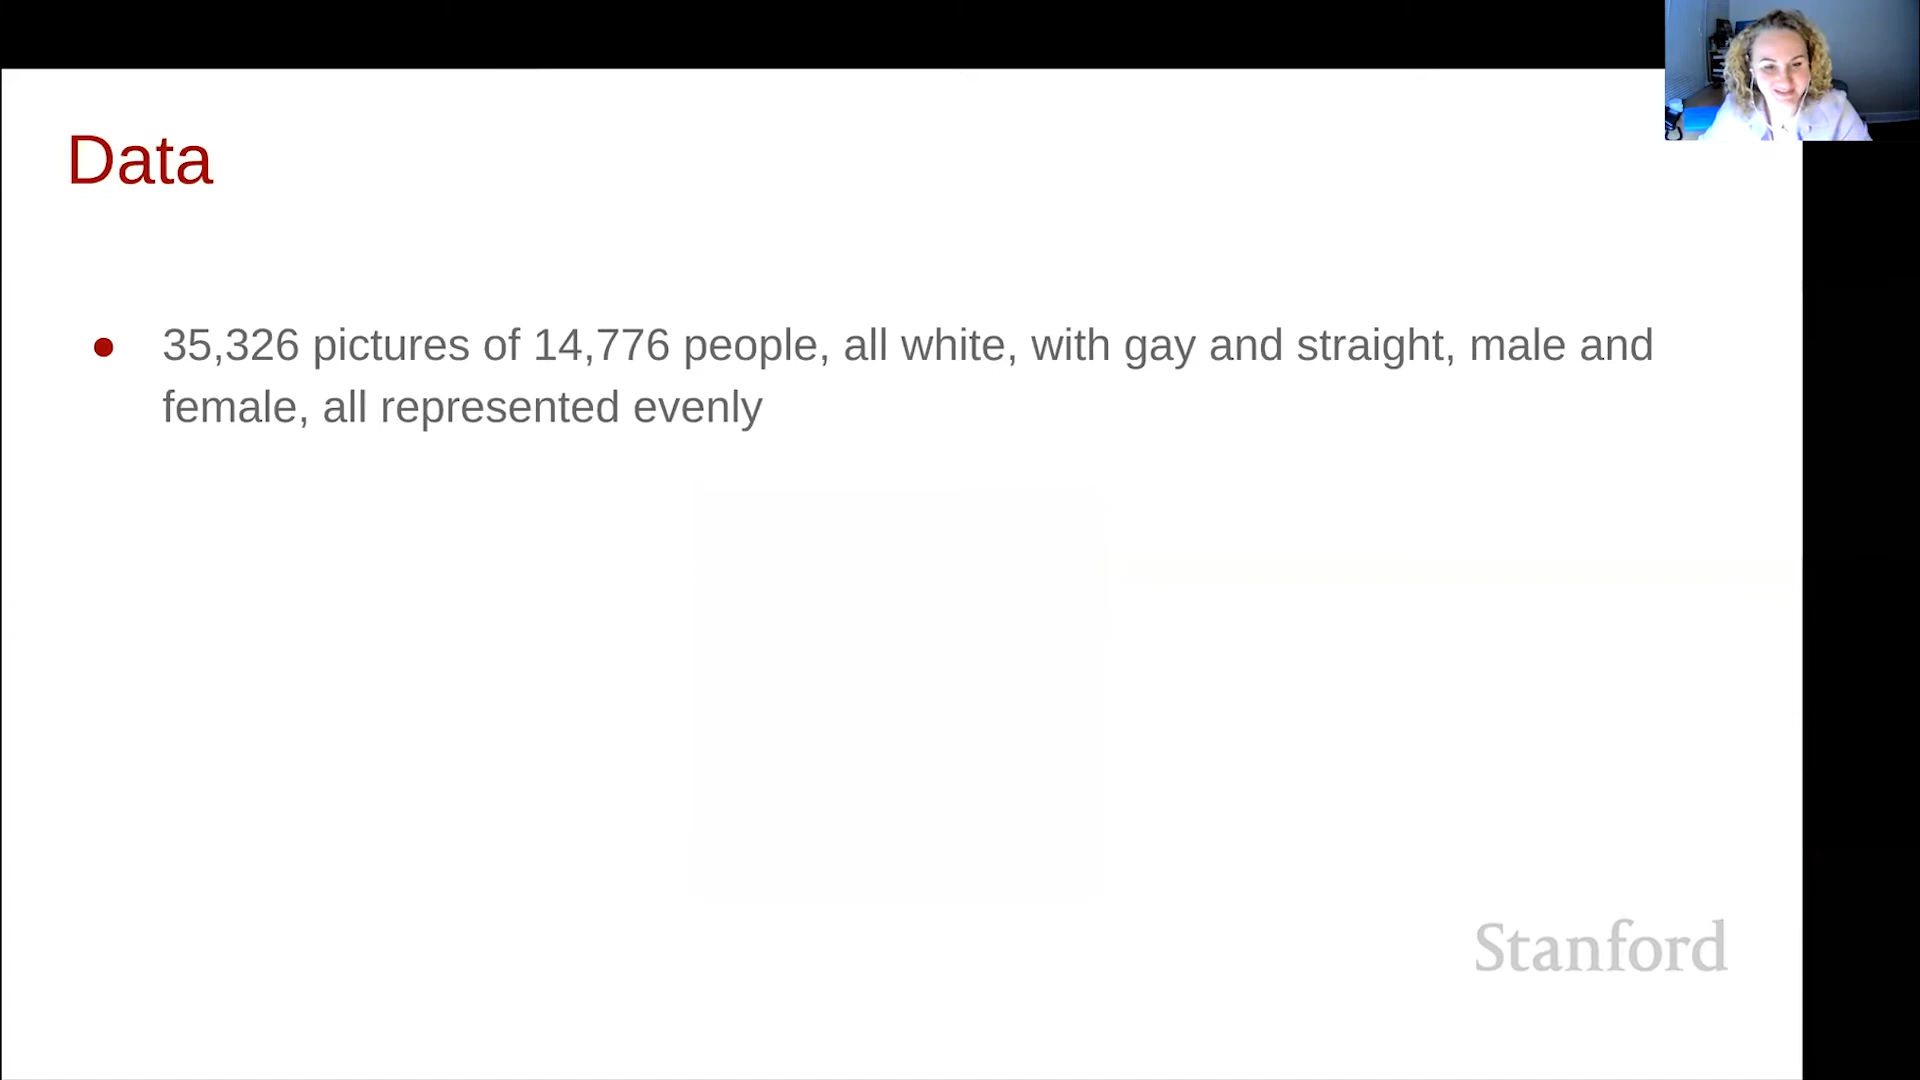 Data
● 35,326 pictures of 14,776 people, all white, with gay and straight, male and
female, all represented evenly
Stanford